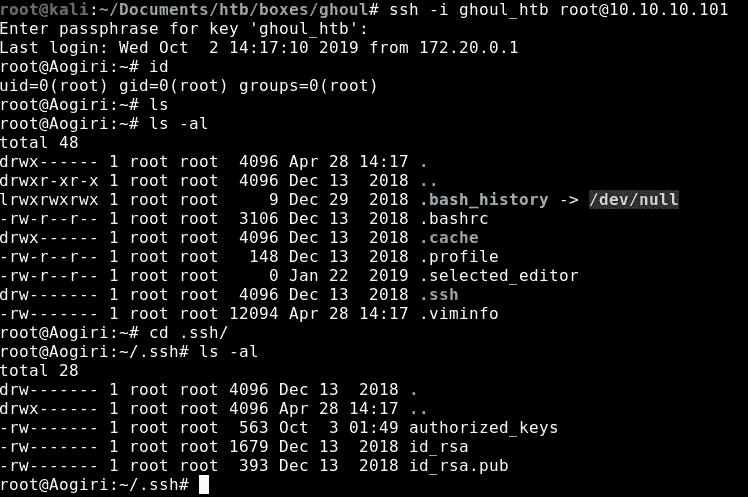 root@kali:~/Documents/htb/boxes/ghoul# ssh -i ghoul_htb root@10.10.10.101
Enter passphrase for key 'ghoul_htb':
Last login: Wed Oct  2 14:17:10 2019 from 172.20.0.1
root@Aogiri:~# id
uid=0(root) gid=0(root) groups=0(root)
root@Aogiri:~# ls
root@Aogiri:~# ls -al
total 48
drwx------ 1 root root  4096 Apr 28 14:17 .
drwxr-xr-x 1 root root  4096 Dec 13  2018 ..
lrwxrwxrwx 1 root root     9 Dec 29  2018 .bash_history -> /dev/null
-rw-r--r-- 1 root root  3106 Dec 13  2018 .bashrc
drwx------ 1 root root  4096 Dec 13  2018 .cache
-rw-r--r-- 1 root root   148 Dec 13  2018 .profile
-rw-r--r-- 1 root root     0 Jan 22  2019 .selected_editor
drw------- 1 root root  4096 Dec 13  2018 .ssh
-rw------- 1 root root 12094 Apr 28 14:17 .viminfo
root@Aogiri:~# cd .ssh/
root@Aogiri:~/.ssh# ls -al
total 28
drw------- 1 root root 4096 Dec 13  2018 .
drwx------ 1 root root 4096 Apr 28 14:17 ..
-rw------- 1 root root  563 Oct  3 01:49 authorized_keys
-rw------- 1 root root 1679 Dec 13  2018 id_rsa
-rw------- 1 root root  393 Dec 13  2018 id_rsa.pub
root@Aogiri:~/.ssh#